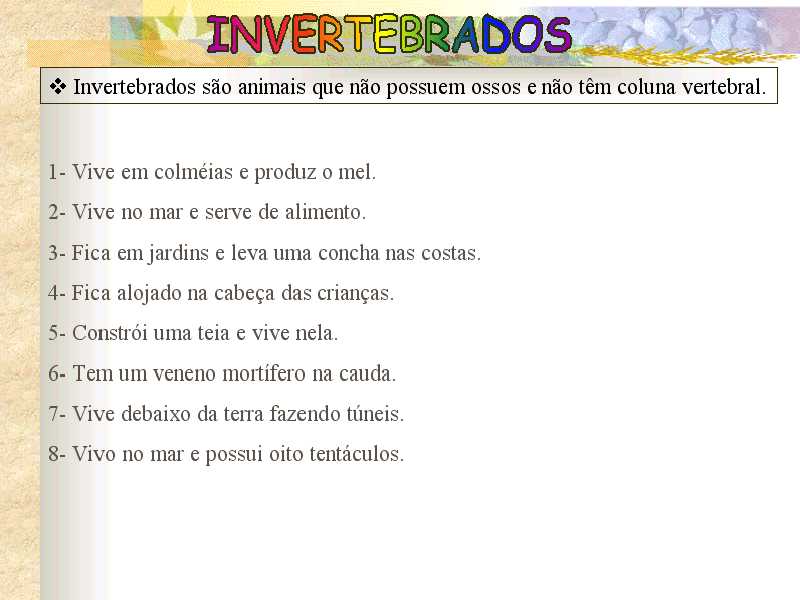 INVERTEBRADOS
❖ Invertebrados são animais que não possuem ossos e não têm coluna vertebral.
1- Vive em colméias e produz o mel.
2- Vive no mar e serve de alimento.
3- Fica em jardins e leva uma concha nas costas.
4- Fica alojado na cabeça das crianças.
5- Constrói uma teia e vive nela.
6- Tem um veneno mortífero na cauda.
7- Vive debaixo da terra fazendo túneis.
8- Vivo no mar e possui oito tentáculos.